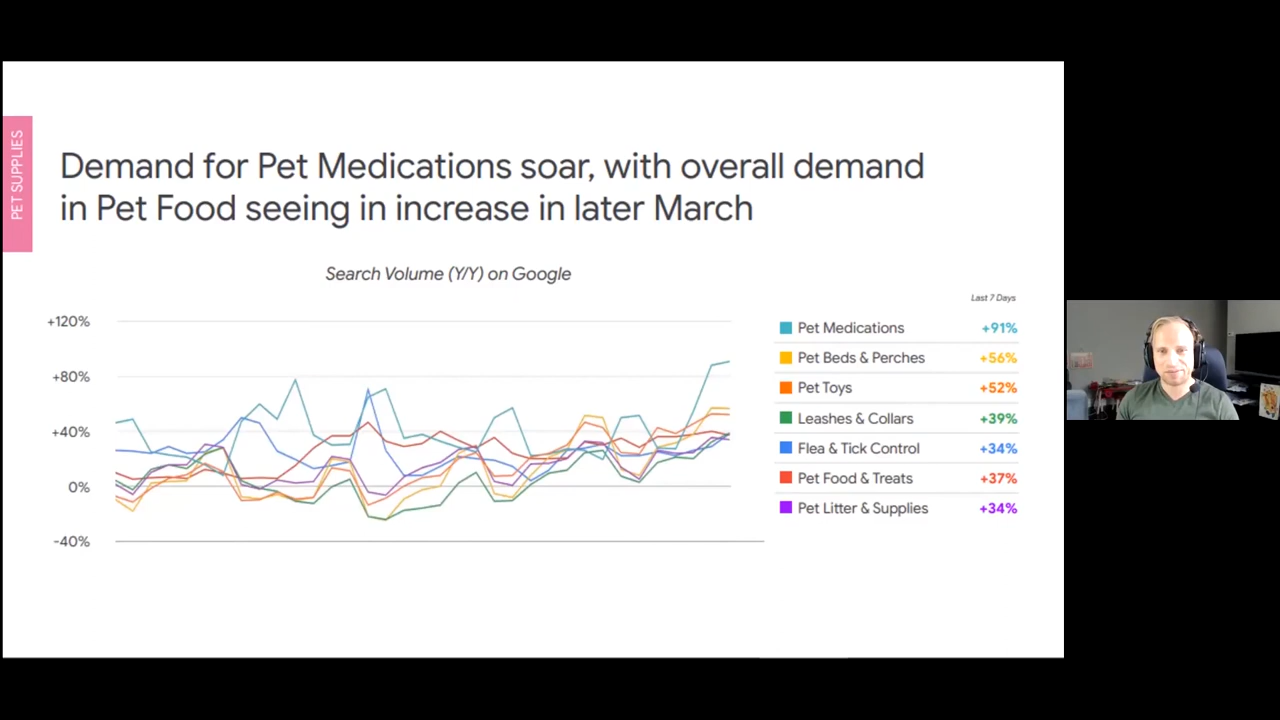 PET SUPPLIES
Demand for Pet Medications soar, with overall demand
in Pet Food seeing in increase in later March
Search Volume (Y/Y) on Google
+120%
+80%
+40%
0%
-40%
Last 7 Days
Pet Medications +91%
Pet Beds & Perches +56%
Pet Toys +52%
Leashes & Collars +39%
Flea & Tick Control +34%
Pet Food & Treats +37%
Pet Litter & Supplies +34%